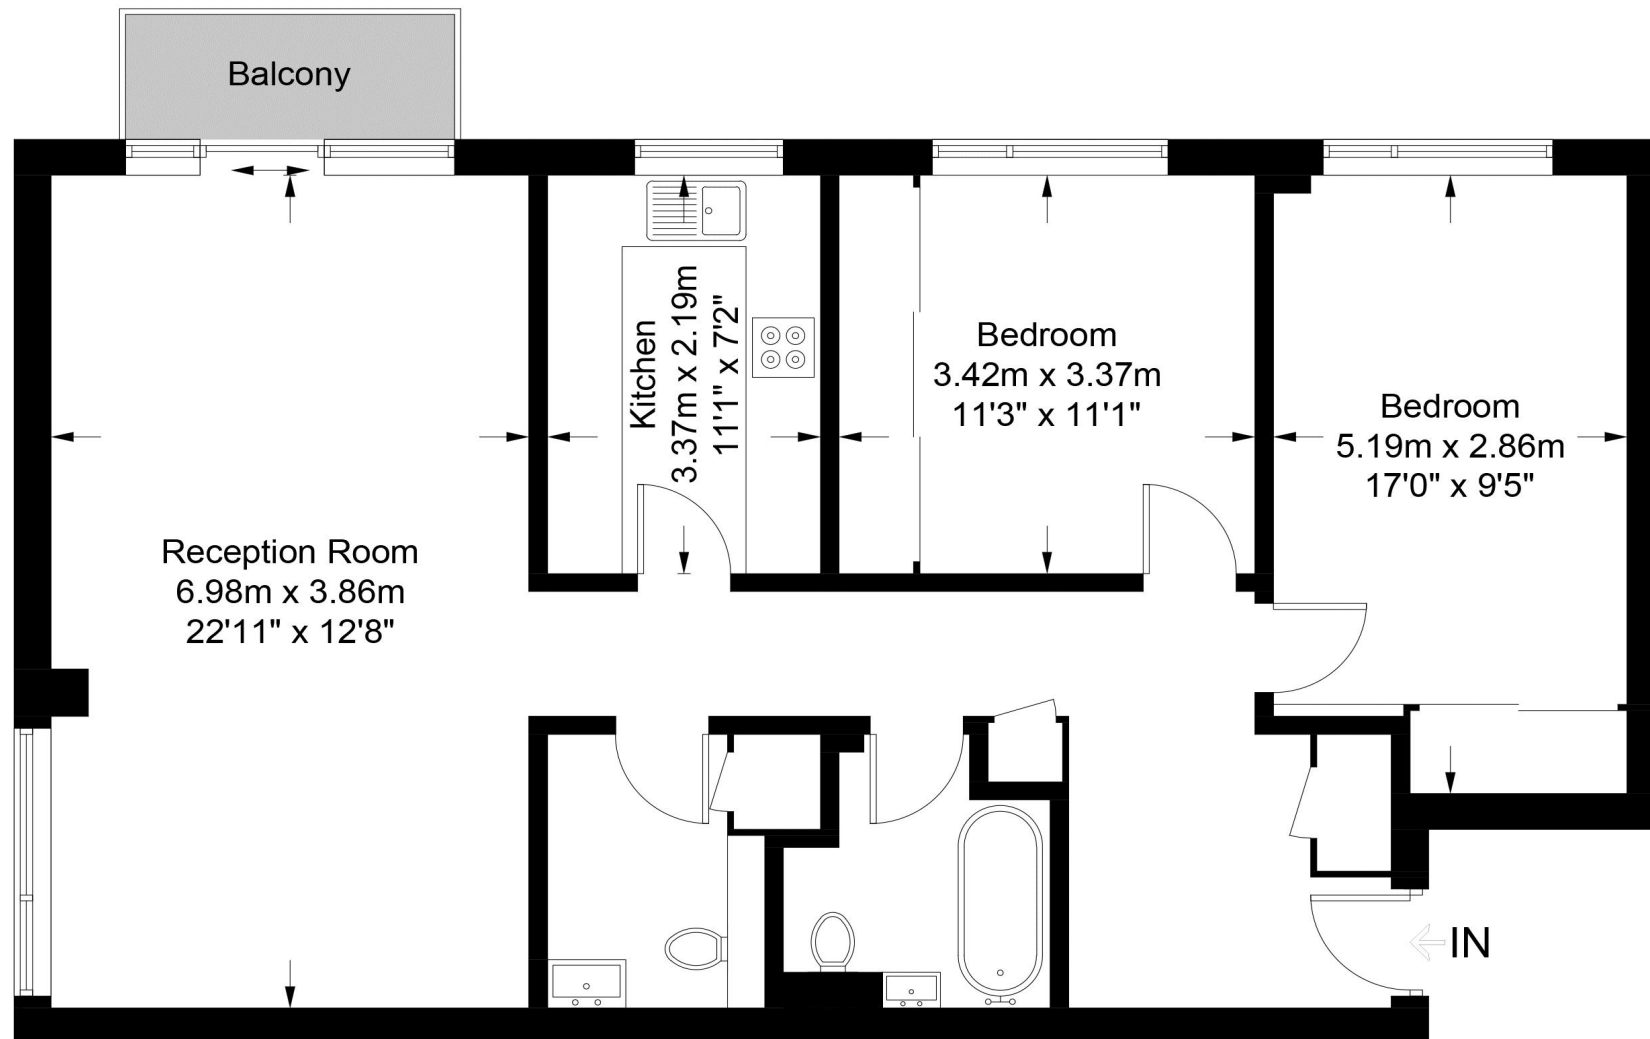 Balcony
Kitchen
3.37m x 2.19m
11'1" x 7'2"
Bedroom
3.42m x 3.37m
11'3" x 11'1"
Bedroom
5.19m x 2.86m
17'0" x 9'5"
Reception Room
6.98m x 3.86m
22'11" x 12'8"
IN